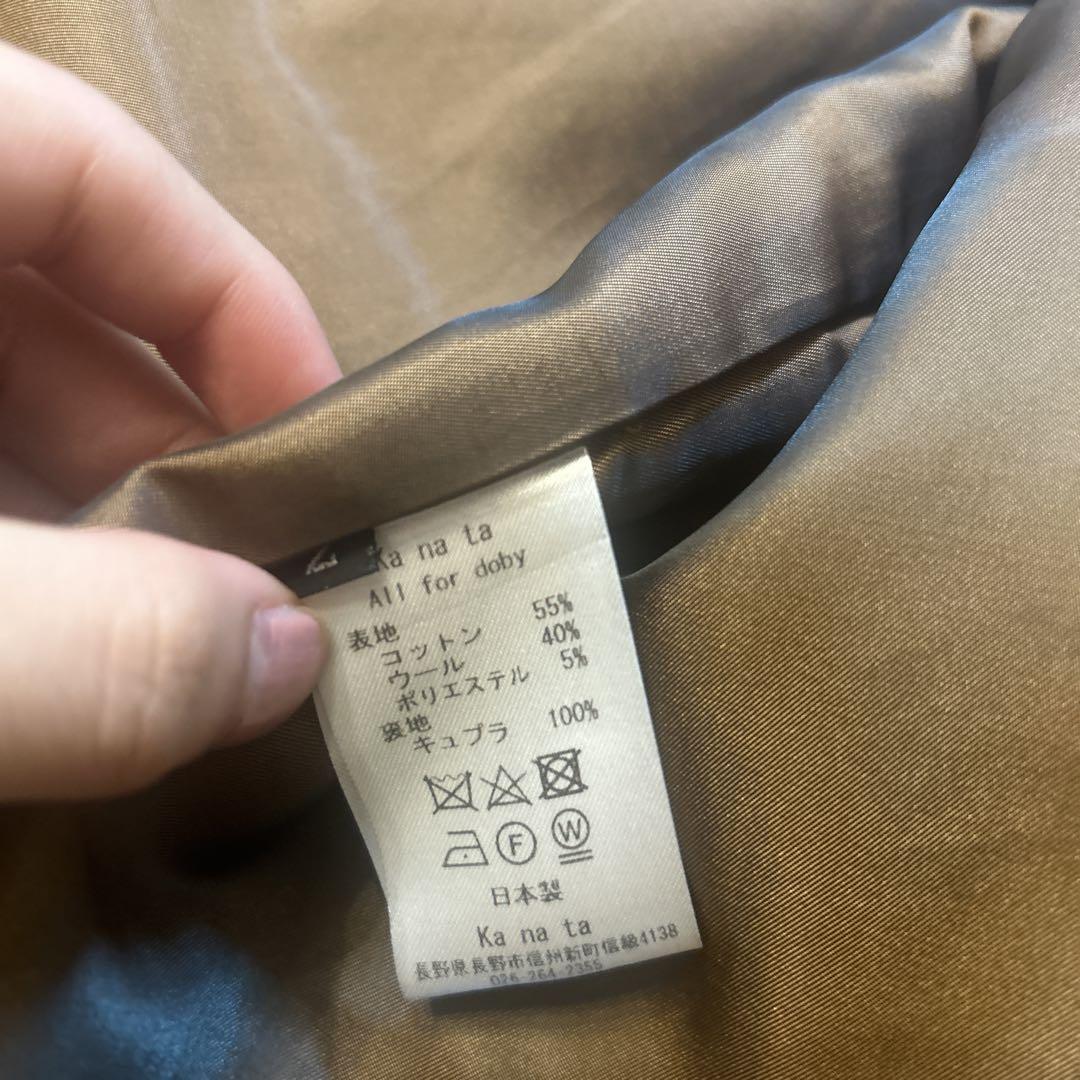 Ka na ta
All for doby
表地
コットン 55%
ウール 40%
ポリエステル 5%
裏地
キュプラ 100%
F W
日本製
Ka na ta
長野県長野市信州新町信級4138
026-264-2355